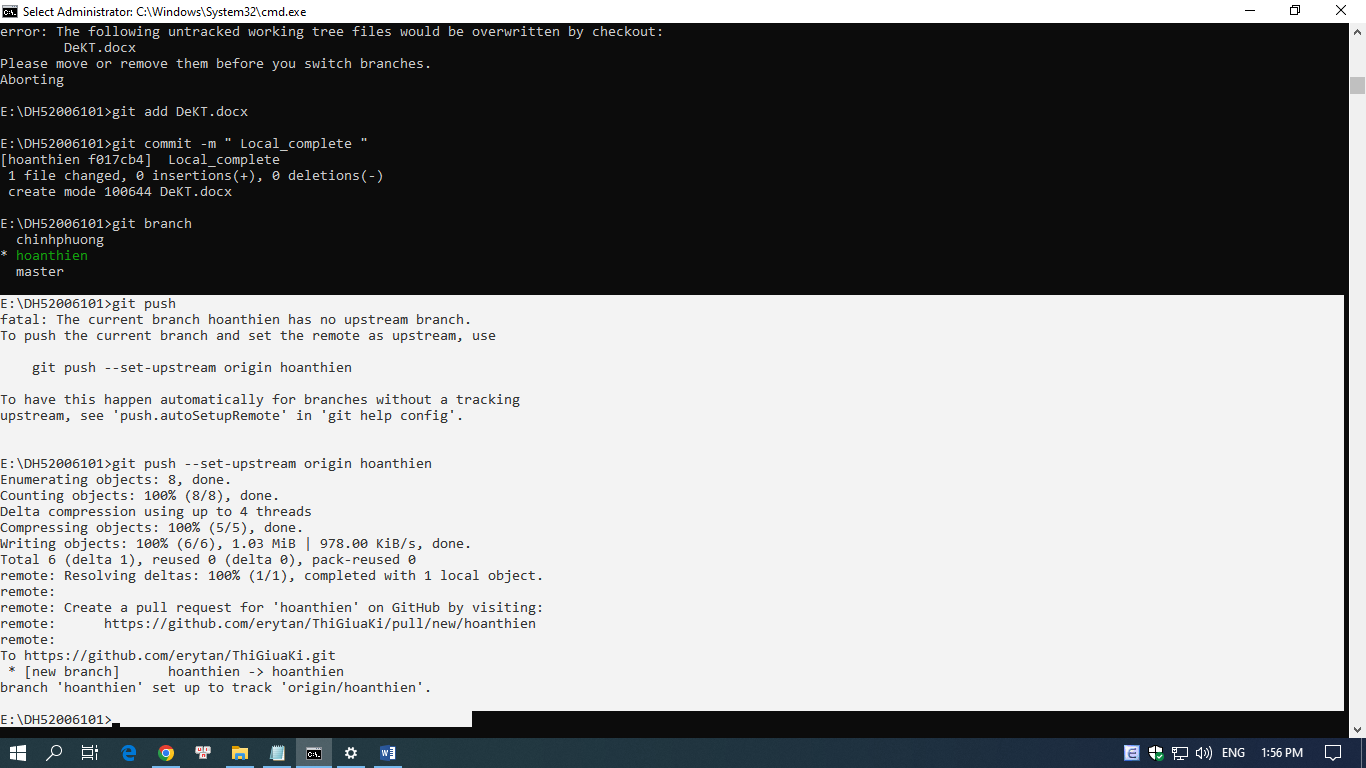 Select Administrator: C:\Windows\System32\cmd.exe
error: The following untracked working tree files would be overwritten by checkout:
        DeKT.docx
Please move or remove them before you switch branches.
Aborting
E:\DH52006101>git add DeKT.docx
E:\DH52006101>git commit -m " Local_complete "
[hoanthien f017cb4]  Local_complete
 1 file changed, 0 insertions(+), 0 deletions(-)
 create mode 100644 DeKT.docx
E:\DH52006101>git branch
  chinhphuong
* hoanthien
  master
E:\DH52006101>git push
fatal: The current branch hoanthien has no upstream branch.
To push the current branch and set the remote as upstream, use
    git push --set-upstream origin hoanthien
To have this happen automatically for branches without a tracking
upstream, see 'push.autoSetupRemote' in 'git help config'.
E:\DH52006101>git push --set-upstream origin hoanthien
Enumerating objects: 8, done.
Counting objects: 100% (8/8), done.
Delta compression using up to 4 threads
Compressing objects: 100% (5/5), done.
Writing objects: 100% (6/6), 1.03 MiB | 978.00 KiB/s, done.
Total 6 (delta 1), reused 0 (delta 0), pack-reused 0
remote: Resolving deltas: 100% (1/1), completed with 1 local object.
remote:
remote: Create a pull request for 'hoanthien' on GitHub by visiting:
remote:      https://github.com/erytan/ThiGiuaKi/pull/new/hoanthien
remote:
To https://github.com/erytan/ThiGiuaKi.git
 * [new branch]      hoanthien -> hoanthien
branch 'hoanthien' set up to track 'origin/hoanthien'.
E:\DH52006101>
ENG
1:56 PM